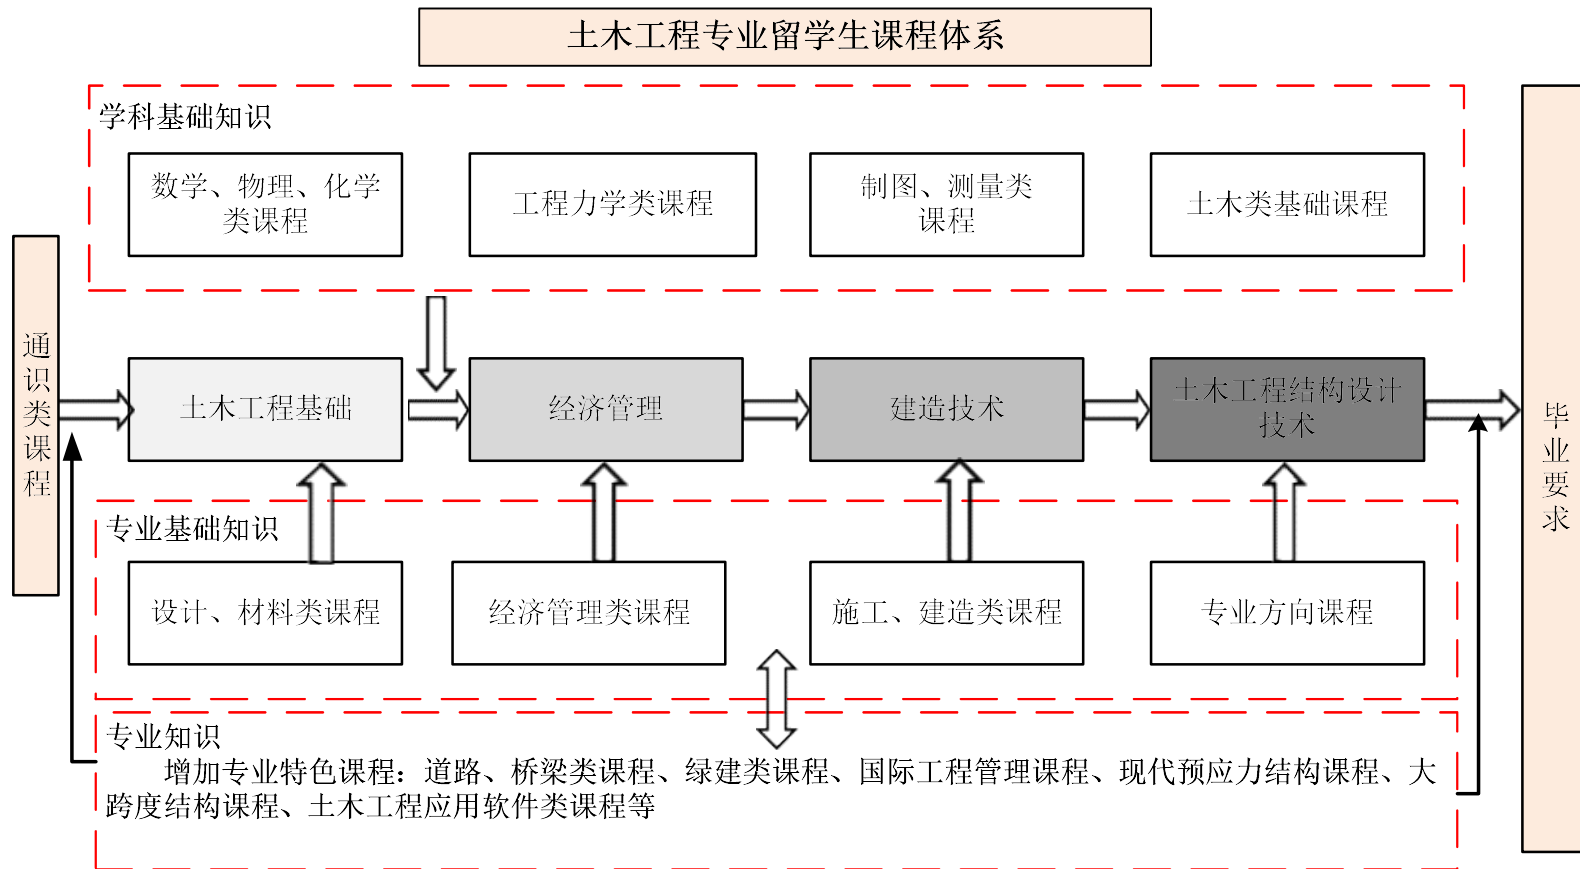 土木工程专业留学生课程体系
学科基础知识
数学、物理、化学
类课程
工程力学类课程
制图、测量类
课程
土木类基础课程
通识类课程
土木工程基础
经济管理
建造技术
土木工程结构设计
技术
毕业要求
专业基础知识
设计、材料类课程
经济管理类课程
施工、建造类课程
专业方向课程
专业知识
增加专业特色课程：道路、桥梁类课程、绿建类课程、国际工程管理课程、现代预应力结构课程、大
跨度结构课程、土木工程应用软件类课程等